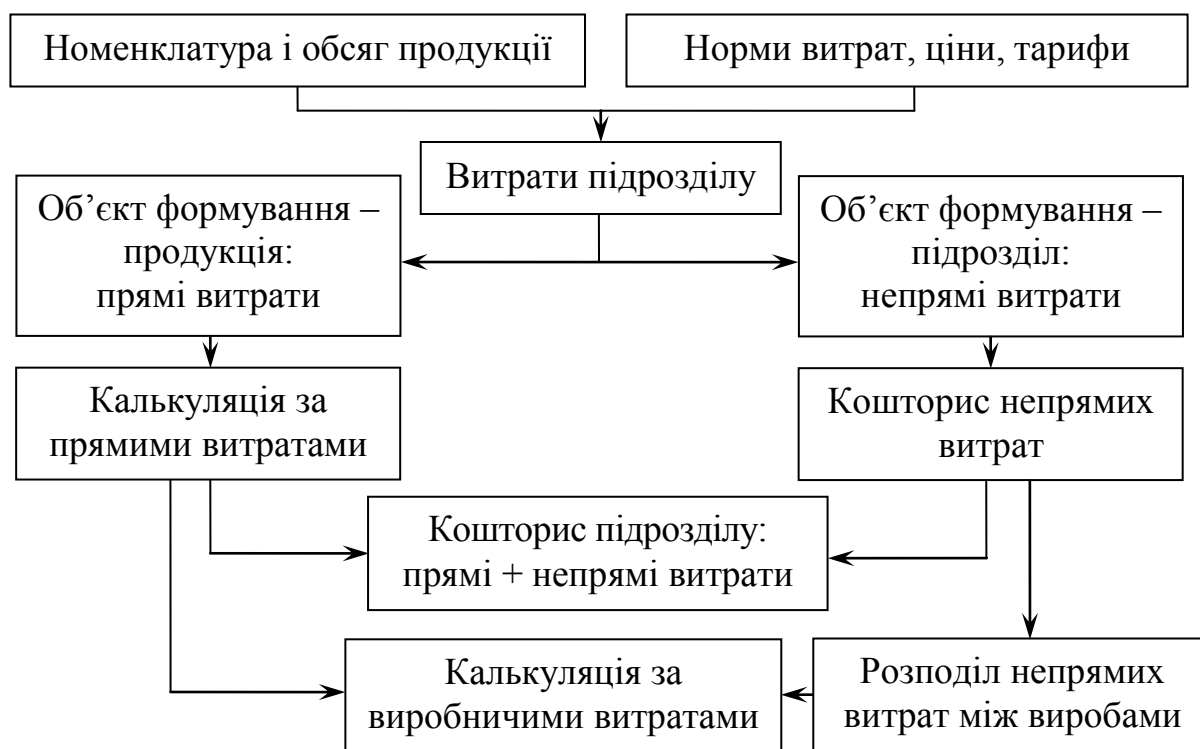 Номенклатура і обсяг продукції
Норми витрат, ціни, тарифи
Витрати підрозділу
Об’єкт формування –
продукція:
прямі витрати
Об’єкт формування –
підрозділ:
непрямі витрати
Калькуляція за
прямими витратами
Кошторис непрямих
витрат
Кошторис підрозділу:
прямі + непрямі витрати
Калькуляція за
виробничими витратами
Розподіл непрямих
витрат між виробами